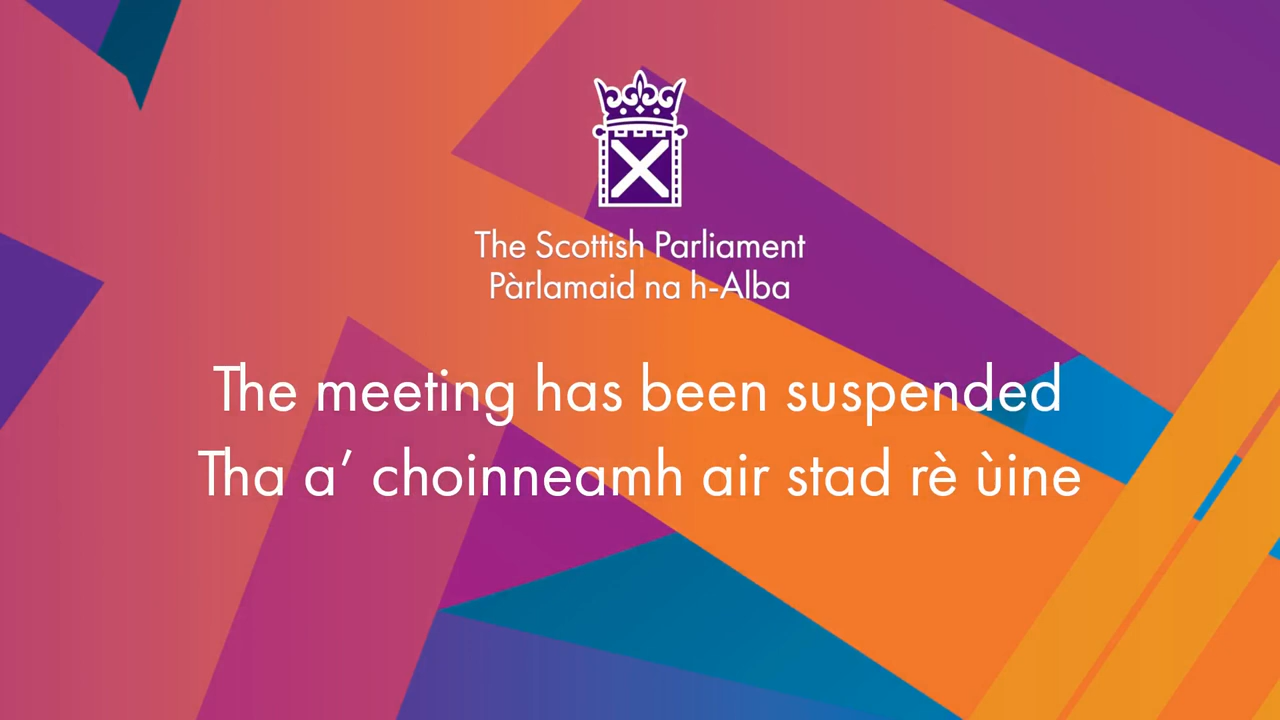 The Scottish Parliament
Pàrlamaid na h-Alba
The meeting has been suspended
Tha a’ choinneamh air stad rè ùine